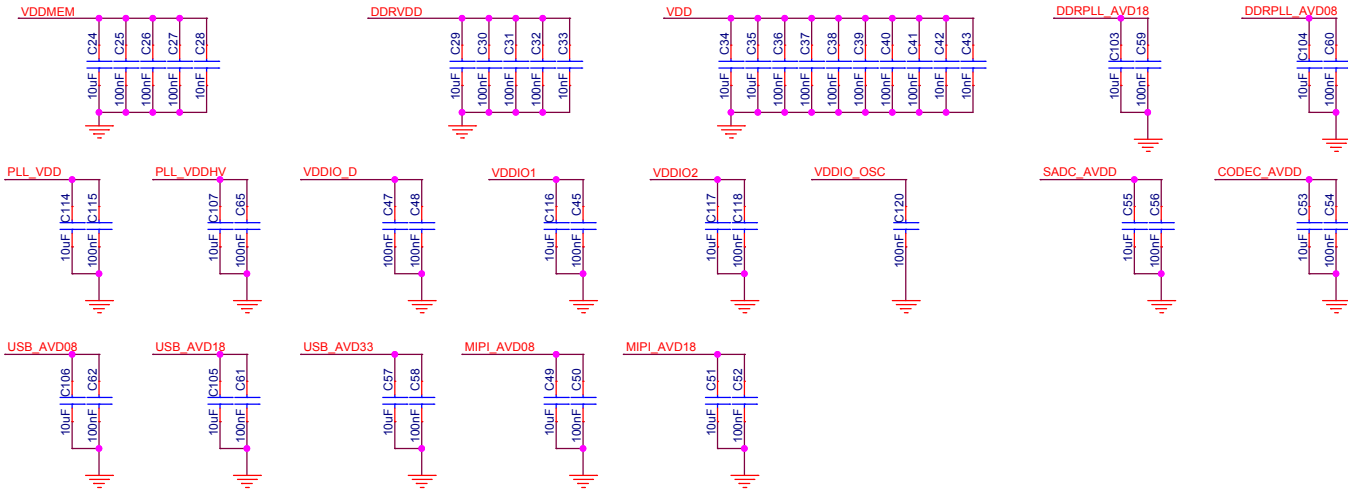 VDDMEM DDRVDD VDD DDRPLL_AVD18 DDRPLL_AVD08
C24 C25 C26 C27 C28 C29 C30 C31 C32 C33 C34 C35 C36 C37 C38 C39 C40 C41 C42 C43 C103 C59 C104 C60
10uF 100nF 100nF 100nF 10nF 10uF 100nF 100nF 100nF 10nF 10uF 10uF 100nF 100nF 100nF 100nF 100nF 100nF 100nF 10nF 10uF 100nF 10uF 100nF
PLL_VDD PLL_VDDHV VDDIO_D VDDIO1 VDDIO2 VDDIO_OSC SADC_AVDD CODEC_AVDD
C114 C115 C107 C65 C47 C48 C116 C45 C117 C118 C120 C55 C56 C53 C54
10uF 100nF 10uF 100nF 10uF 100nF 10uF 100nF 10uF 100nF 100nF 10uF 100nF 10uF 100nF
USB_AVD08 USB_AVD18 USB_AVD33 MIPI_AVD08 MIPI_AVD18
C106 C62 C105 C61 C57 C58 C49 C50 C51 C52
10uF 100nF 10uF 100nF 10uF 100nF 10uF 100nF 10uF 100nF